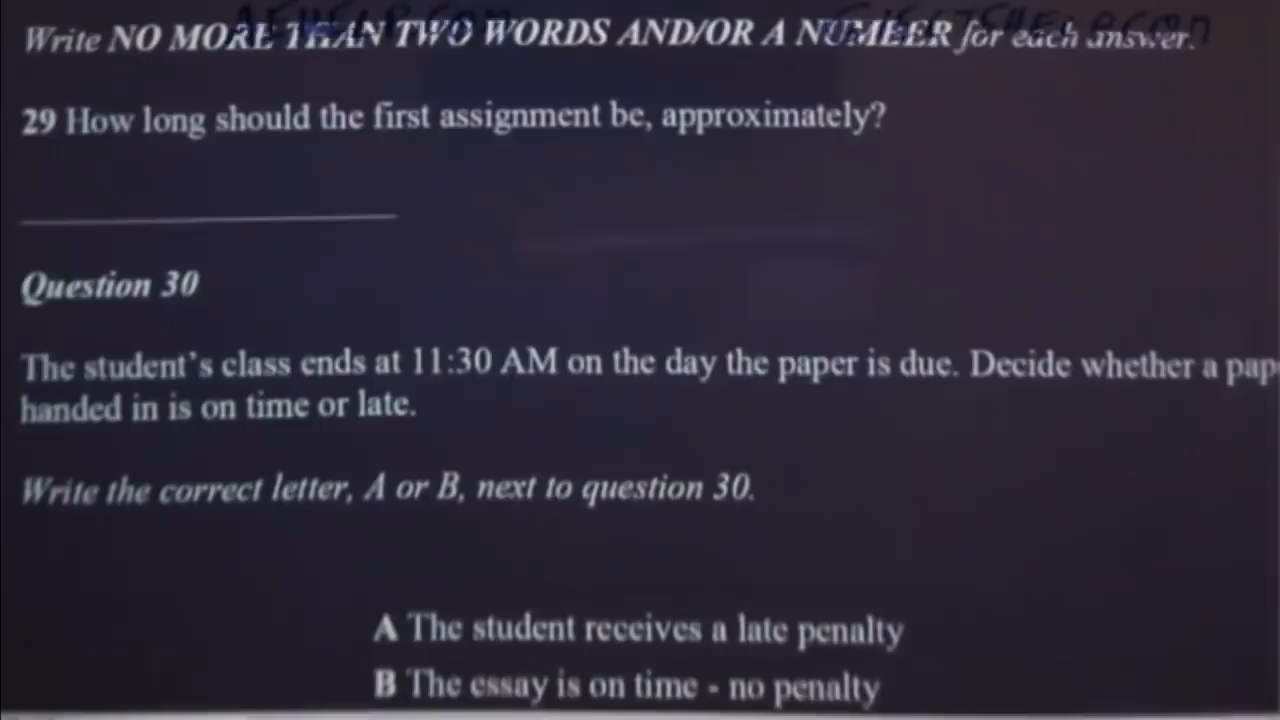 Write NO MORE THAN TWO WORDS AND/OR A NUMBER for each answer.
29 How long should the first assignment be, approximately?
Question 30
The student's class ends at 11:30 AM on the day the paper is due. Decide whether a pap
handed in is on time or late.
Write the correct letter, A or B, next to question 30.
A The student receives a late penalty
B The essay is on time - no penalty